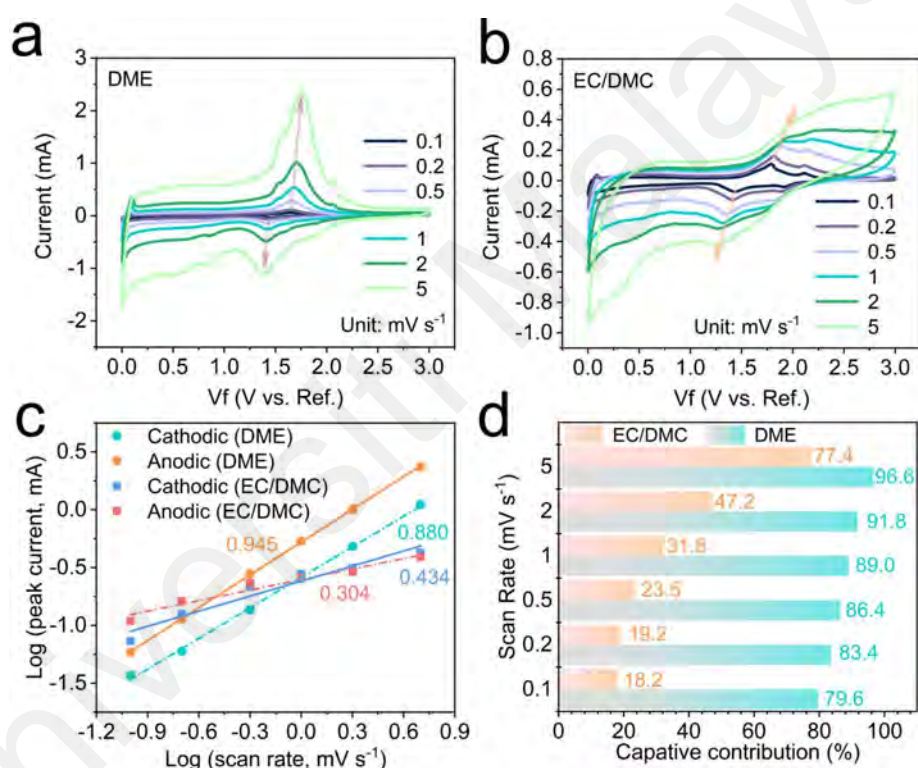 a
DME
Current (mA)
3
2
1
0
-1
-2
0.1
0.2
0.5
1
2
5
Unit: mV s⁻¹
0.0 0.5 1.0 1.5 2.0 2.5 3.0
Vf (V vs. Ref.)
b
EC/DMC
Current (mA)
0.8
0.6
0.4
0.2
0.0
-0.2
-0.4
-0.6
-0.8
-1.0
0.1
0.2
0.5
1
2
5
Unit: mV s⁻¹
0.0 0.5 1.0 1.5 2.0 2.5 3.0
Vf (V vs. Ref.)
c
Cathodic (DME)
Anodic (DME)
Cathodic (EC/DMC)
Anodic (EC/DMC)
Log (peak current, mA)
0.5
0.0
-0.5
-1.0
-1.5
0.945
0.880
0.434
0.304
-1.2 -0.9 -0.6 -0.3 0.0 0.3 0.6 0.9
Log (scan rate, mV s⁻¹)
d
EC/DMC DME
Scan Rate (mV s⁻¹)
5
77.4
96.6
2
47.2
91.8
1
31.8
89.0
0.5
23.5
86.4
0.2
19.2
83.4
0.1
18.2
79.6
0 20 40 60 80 100
Capative contribution (%)
Universiti Malaya